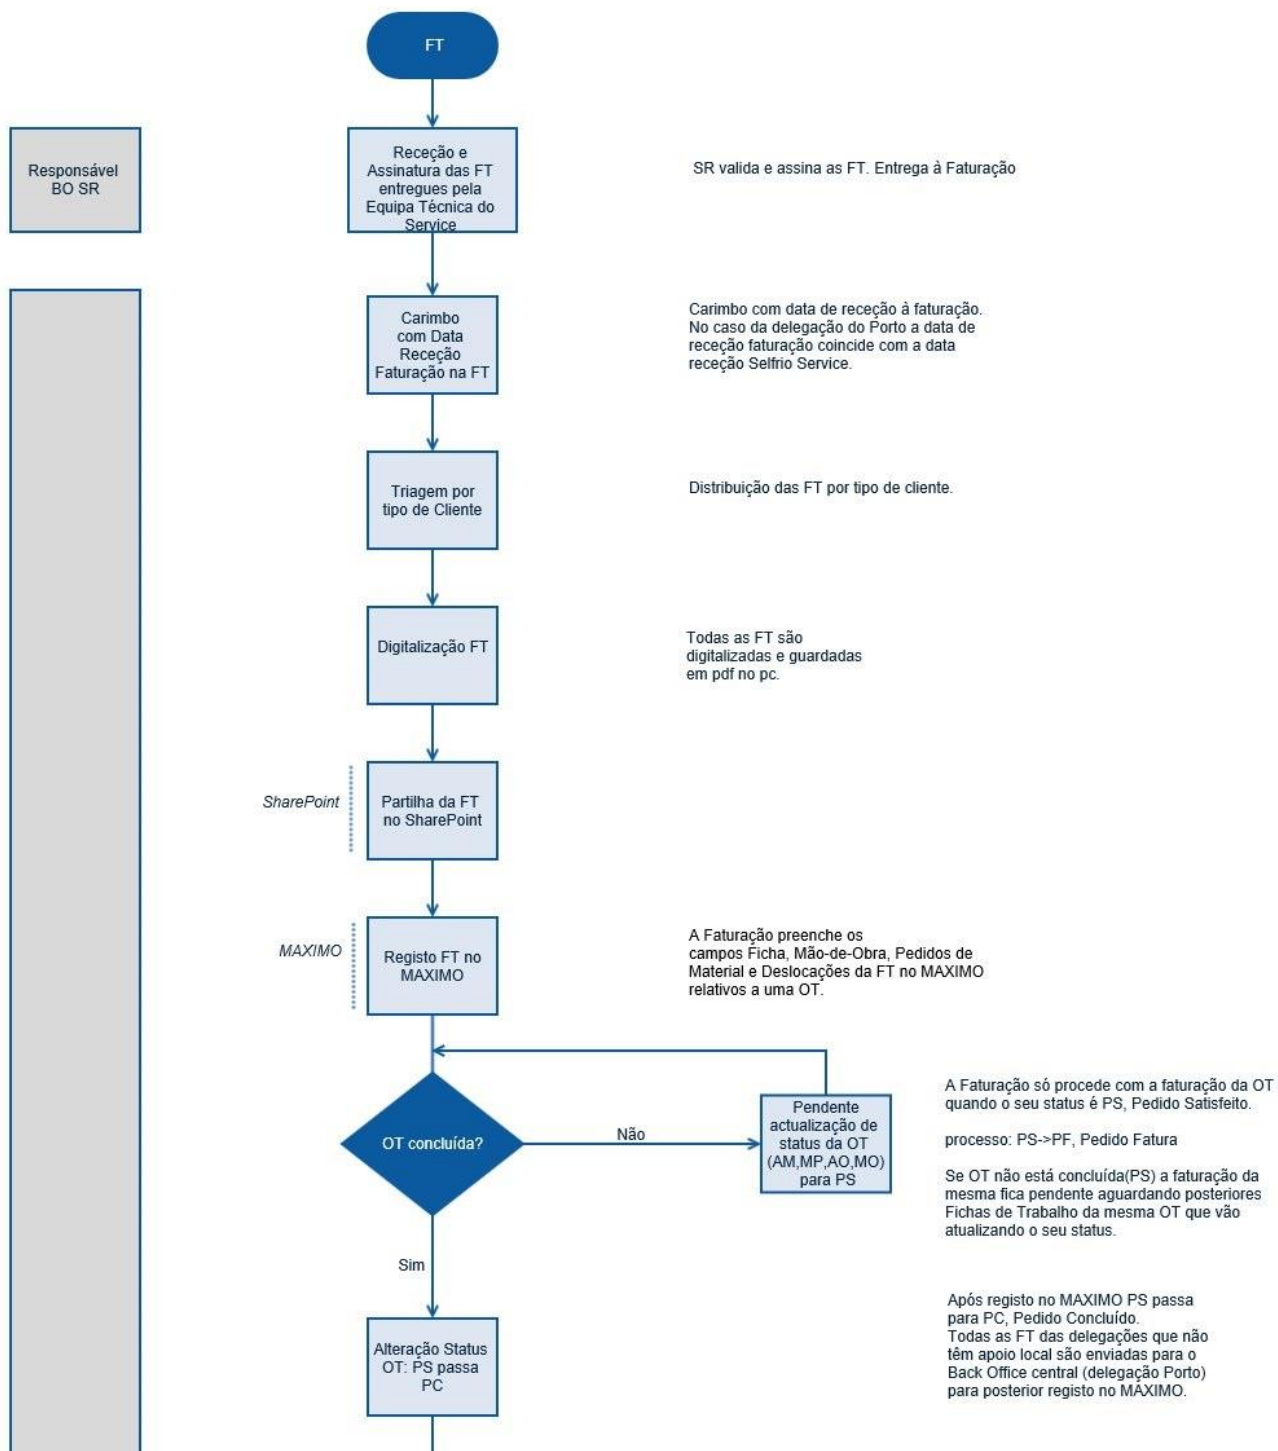 FT
Responsável
BO SR
Receção e
Assinatura das FT
entregues pela
Equipa Técnica do
Service
SR valida e assina as FT. Entrega à Faturação
Carimbo
com Data
Receção
Faturação na FT
Carimbo com data de receção à faturação.
No caso da delegação do Porto a data de
receção faturação coincide com a data
receção Selfrio Service.
Triagem por
tipo de Cliente
Distribuição das FT por tipo de cliente.
Digitalização FT
Todas as FT são
digitalizadas e guardadas
em pdf no pc.
SharePoint
Partilha da FT
no SharePoint
MAXIMO
Registo FT no
MAXIMO
A Faturação preenche os
campos Ficha, Mão-de-Obra, Pedidos de
Material e Deslocações da FT no MAXIMO
relativos a uma OT.
OT concluída?
Não
Pendente
actualização de
status da OT
(AM,MP,AO,MO)
para PS
A Faturação só procede com a faturação da OT
quando o seu status é PS, Pedido Satisfeito.
processo: PS->PF, Pedido Fatura
Se OT não está concluída(PS) a faturação da
mesma fica pendente aguardando posteriores
Fichas de Trabalho da mesma OT que vão
atualizando o seu status.
Sim
Alteração Status
OT: PS passa
PC
Após registo no MAXIMO PS passa
para PC, Pedido Concluído.
Todas as FT das delegações que não
têm apoio local são enviadas para o
Back Office central (delegação Porto)
para posterior registo no MAXIMO.